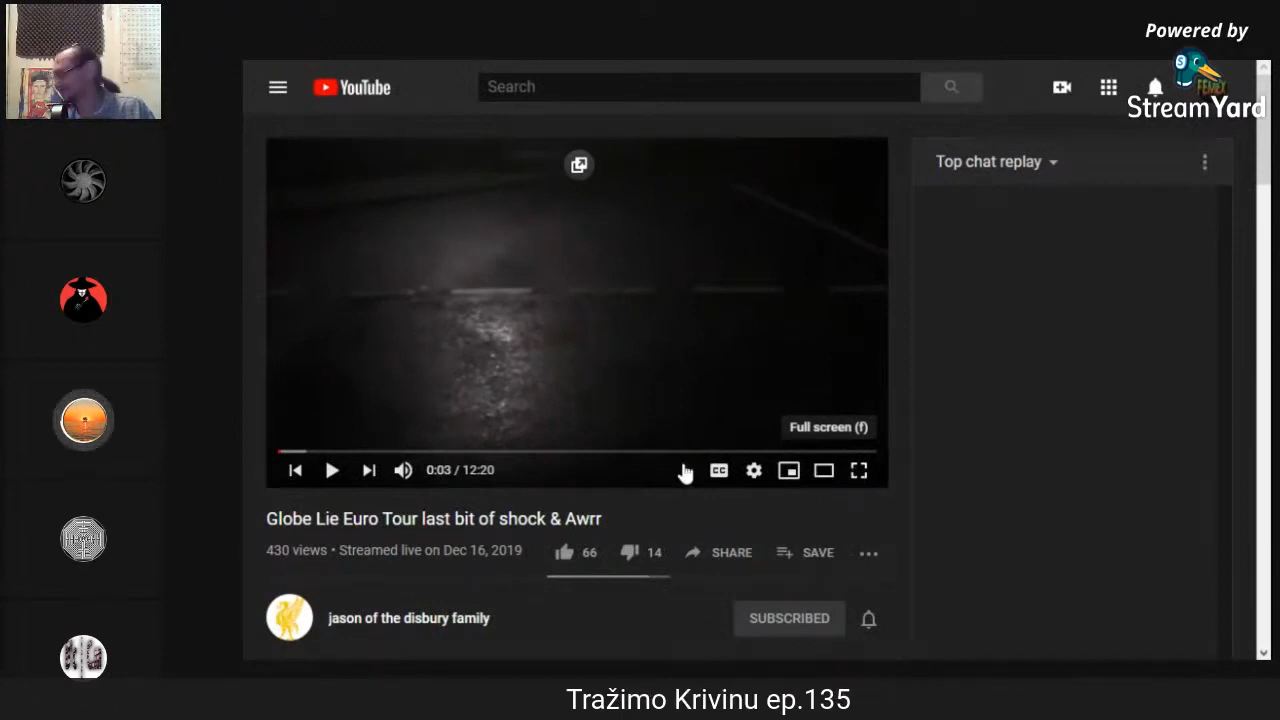 Powered by
StreamYard
YouTube
Search
Top chat replay
Full screen (f)
0:03 / 12:20
CC
Globe Lie Euro Tour last bit of shock & Awrr
430 views • Streamed live on Dec 16, 2019
66
14
SHARE
SAVE
jason of the disbury family
SUBSCRIBED
Tražimo Krivinu ep.135